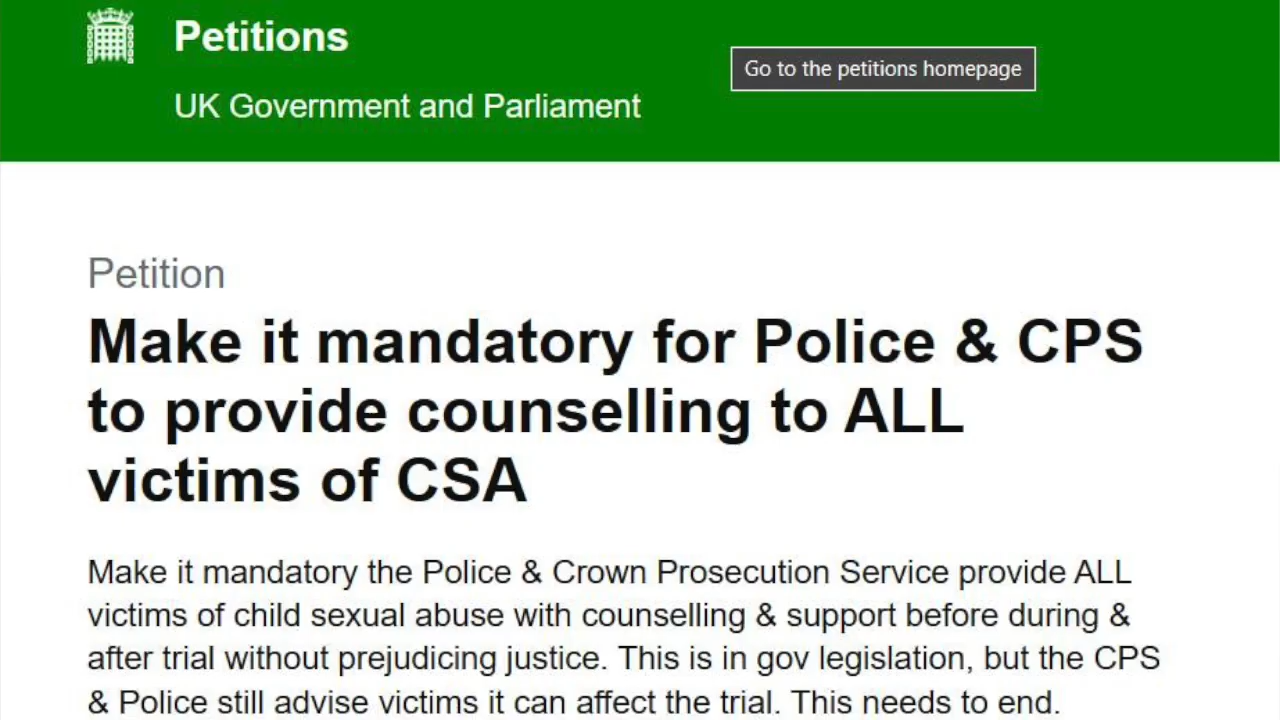 Petitions
Go to the petitions homepage
UK Government and Parliament
Petition
Make it mandatory for Police & CPS
to provide counselling to ALL
victims of CSA
Make it mandatory the Police & Crown Prosecution Service provide ALL
victims of child sexual abuse with counselling & support before during &
after trial without prejudicing justice. This is in gov legislation, but the CPS
& Police still advise victims it can affect the trial. This needs to end.